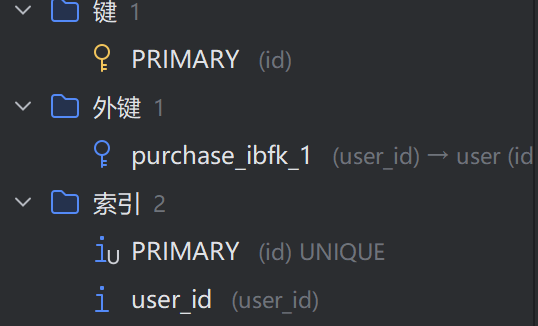 键 1
PRIMARY (id)
外键 1
purchase_ibfk_1 (user_id) → user (id
索引 2
PRIMARY (id) UNIQUE
user_id (user_id)